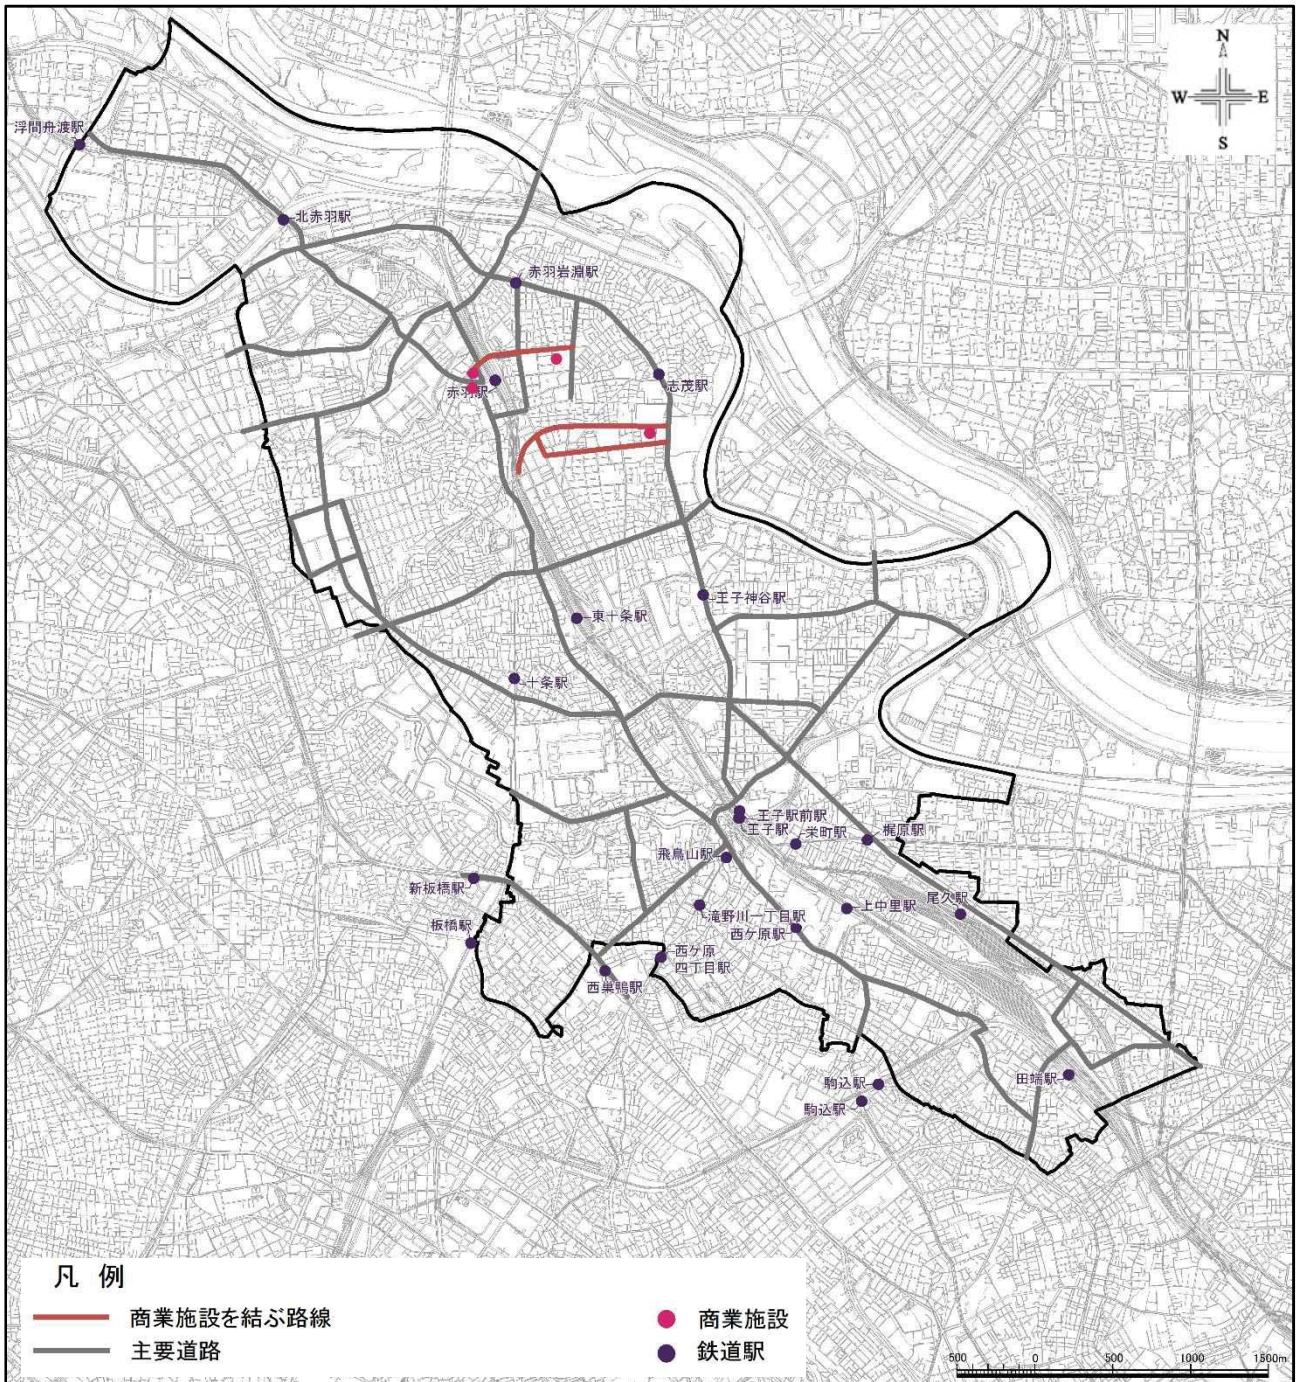 N
W E
S
浮間舟渡駅
北赤羽駅
赤羽岩淵駅
赤羽駅
志茂駅
王子神谷駅
東十条駅
十条駅
王子駅前駅
王子駅
栄町駅
梶原駅
飛鳥山駅
新板橋駅
滝野川一丁目駅
上中里駅
尾久駅
板橋駅
西ケ原駅
西ケ原
四丁目駅
西巣鴨駅
駒込駅
駒込駅
田端駅
凡 例
商業施設を結ぶ路線
商業施設
主要道路
鉄道駅
500 0 500 1000 1500m